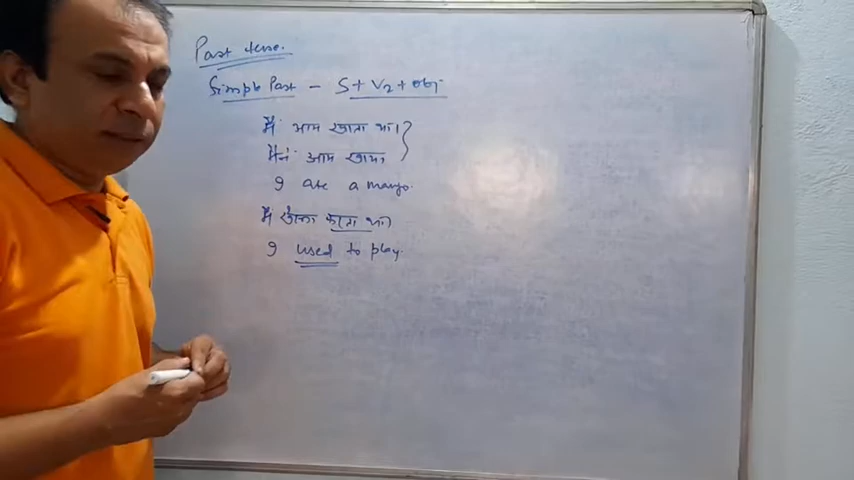 Past tense.
Simple Past - S + V2 + obj.
मैं आम खाता था।
मैंने आम खाया
I ate a mango.
मैं खेला करता था।
I used to play.